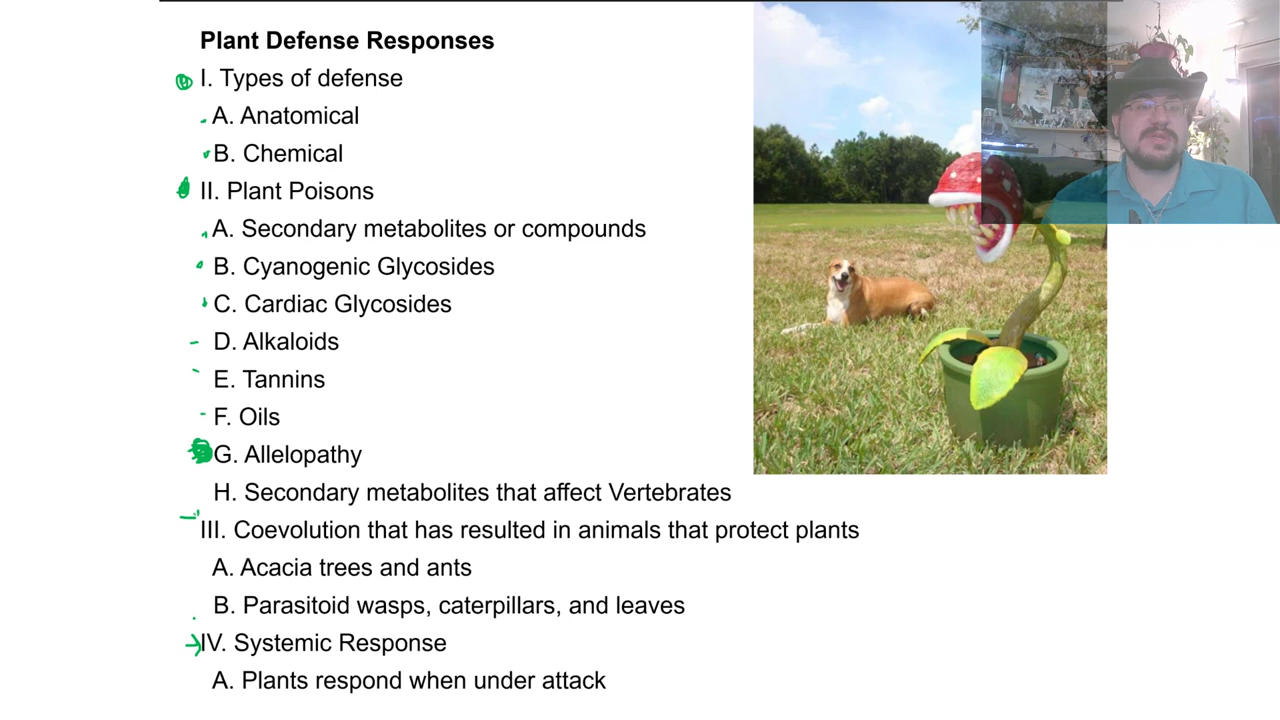 Plant Defense Responses
I. Types of defense
A. Anatomical
B. Chemical
II. Plant Poisons
A. Secondary metabolites or compounds
B. Cyanogenic Glycosides
C. Cardiac Glycosides
D. Alkaloids
E. Tannins
F. Oils
G. Allelopathy
H. Secondary metabolites that affect Vertebrates
III. Coevolution that has resulted in animals that protect plants
A. Acacia trees and ants
B. Parasitoid wasps, caterpillars, and leaves
IV. Systemic Response
A. Plants respond when under attack